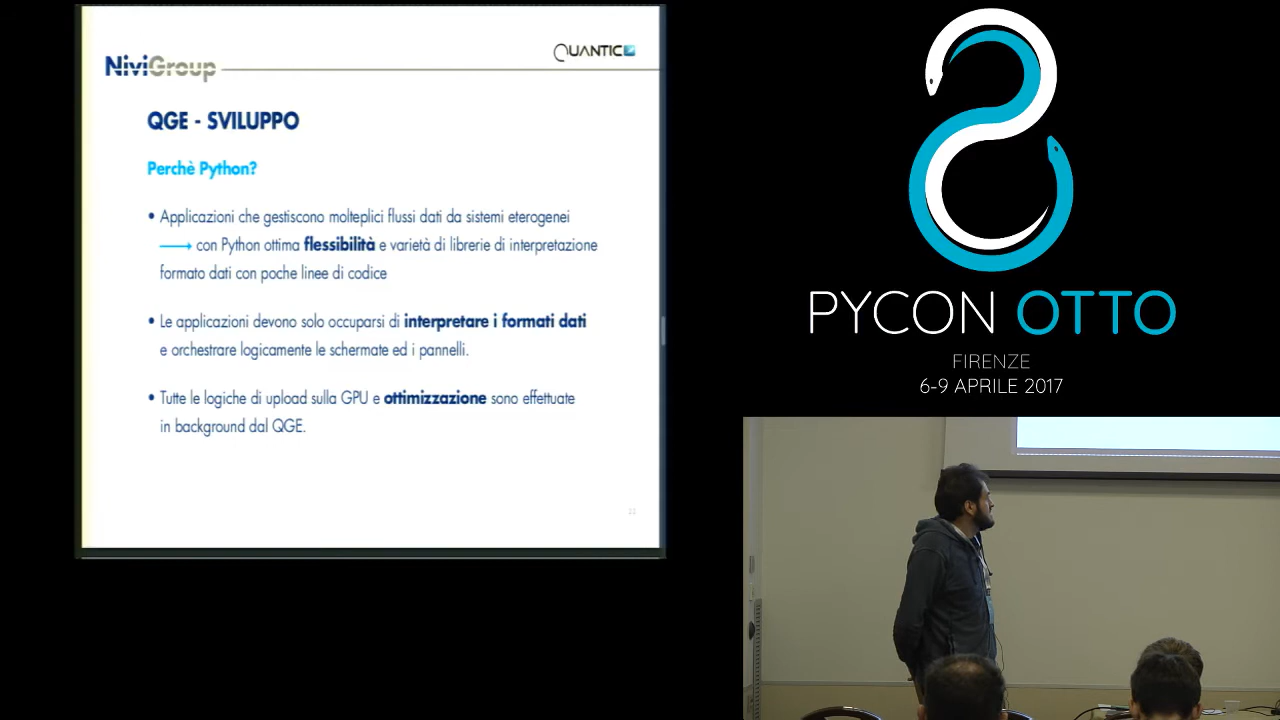 NiviGroup
QUANTIC
QGE - SVILUPPO
Perchè Python?
• Applicazioni che gestiscono molteplici flussi dati da sistemi eterogenei
con Python ottima flessibilità e varietà di librerie di interpretazione
formato dati con poche linee di codice
• Le applicazioni devono solo occuparsi di interpretare i formati dati
e orchestrare logicamente le schermate ed i pannelli.
• Tutte le logiche di upload sulla GPU e ottimizzazione sono effettuate
in background dal QGE.
PYCON OTTO
FIRENZE
6-9 APRILE 2017